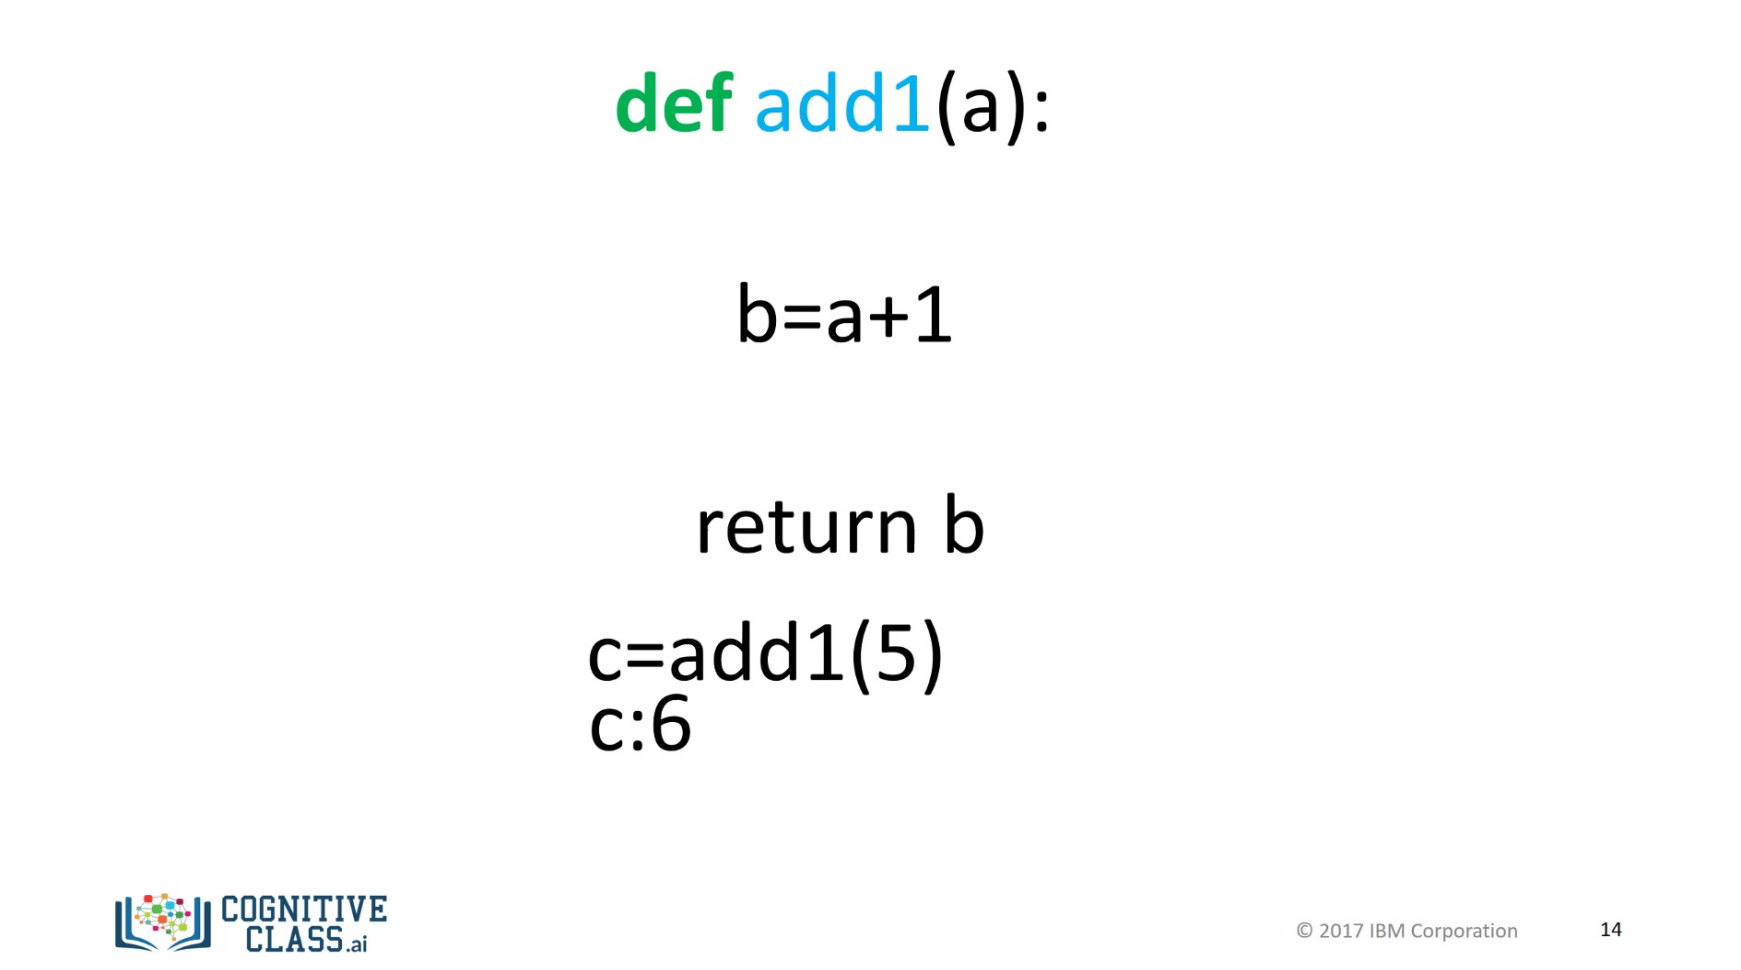 def add1(a):
b=a+1
return b
c=add1(5)
c:6
COGNITIVE
CLASS.ai
© 2017 IBM Corporation 14